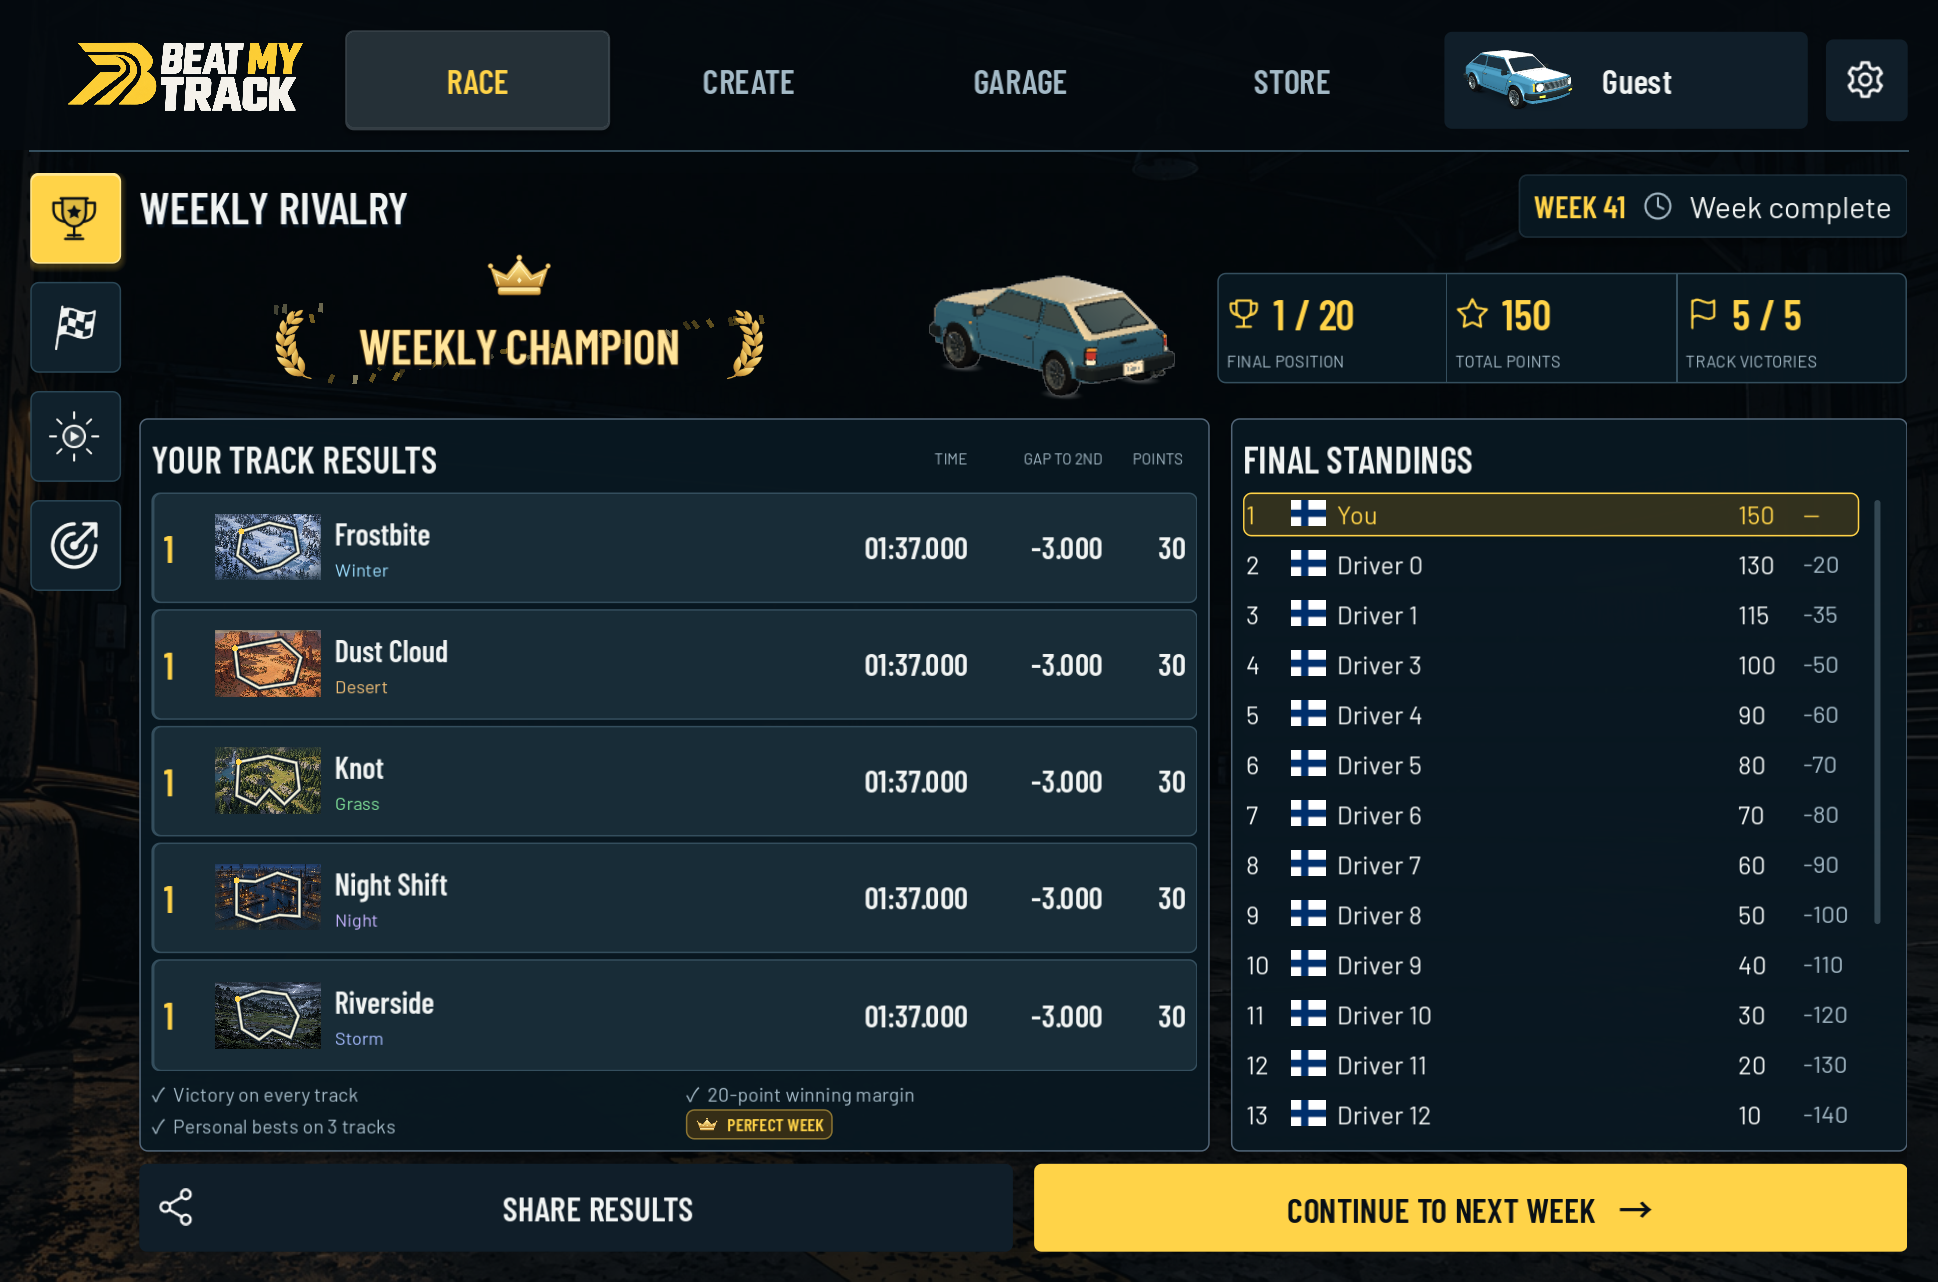 BEAT MY TRACK
RACE
CREATE
GARAGE
STORE
Guest
WEEKLY RIVALRY
WEEK 41 Week complete
WEEKLY CHAMPION
1 / 20
FINAL POSITION
150
TOTAL POINTS
5 / 5
TRACK VICTORIES
YOUR TRACK RESULTS TIME GAP TO 2ND POINTS
1 Frostbite 01:37.000 -3.000 30
Winter
1 Dust Cloud 01:37.000 -3.000 30
Desert
1 Knot 01:37.000 -3.000 30
Grass
1 Night Shift 01:37.000 -3.000 30
Night
1 Riverside 01:37.000 -3.000 30
Storm
✓ Victory on every track
✓ 20-point winning margin
✓ Personal bests on 3 tracks
PERFECT WEEK
FINAL STANDINGS
1 You 150 –
2 Driver 0 130 -20
3 Driver 1 115 -35
4 Driver 3 100 -50
5 Driver 4 90 -60
6 Driver 5 80 -70
7 Driver 6 70 -80
8 Driver 7 60 -90
9 Driver 8 50 -100
10 Driver 9 40 -110
11 Driver 10 30 -120
12 Driver 11 20 -130
13 Driver 12 10 -140
SHARE RESULTS
CONTINUE TO NEXT WEEK →